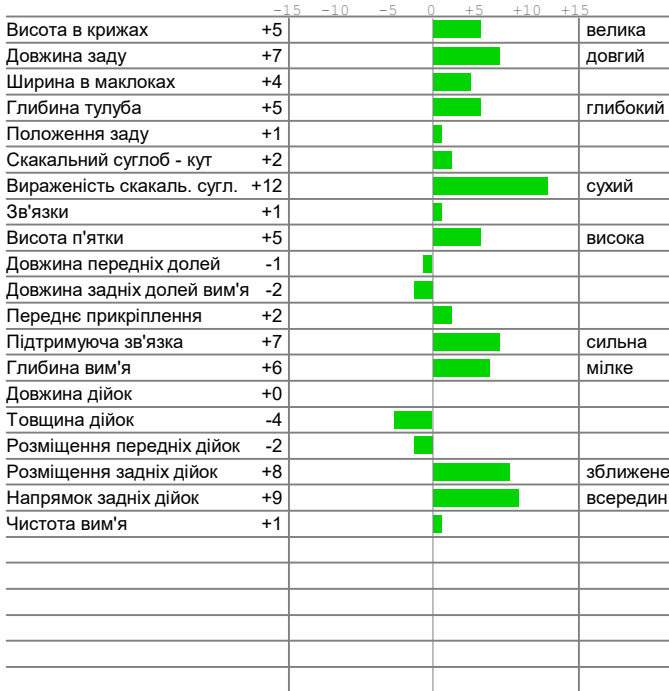 -15 -10 -5 0 +5 +10 +15
Висота в крижах +5 велика
Довжина заду +7 довгий
Ширина в маклоках +4
Глибина тулуба +5 глибокий
Положення заду +1
Скакальний суглоб - кут +2
Вираженість скакаль. сугл. +12 сухий
Зв'язки +1
Висота п'ятки +5 висока
Довжина передніх долей -1
Довжина задніх долей вим'я -2
Переднє прикріплення +2
Підтримуюча зв'язка +7 сильна
Глибина вим'я +6 мілке
Довжина дійок +0
Товщина дійок -4
Розміщення передніх дійок -2
Розміщення задніх дійок +8 зближене
Напрямок задніх дійок +9 всередин
Чистота вим'я +1